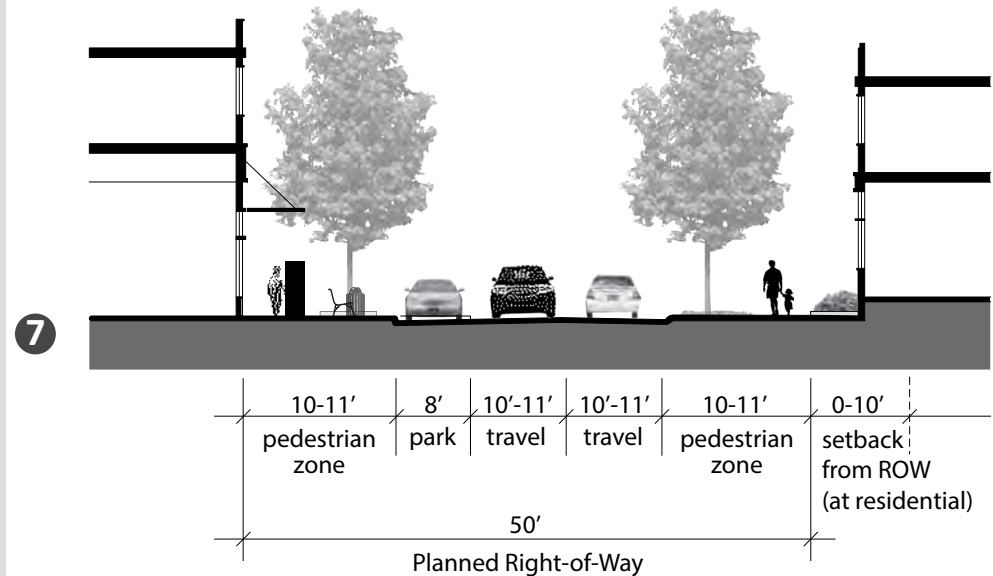 7
10-11’ 8’ 10’-11’ 10’-11’ 10-11’ 0-10’
pedestrian park travel travel pedestrian setback
zone zone from ROW
(at residential)
50’
Planned Right-of-Way